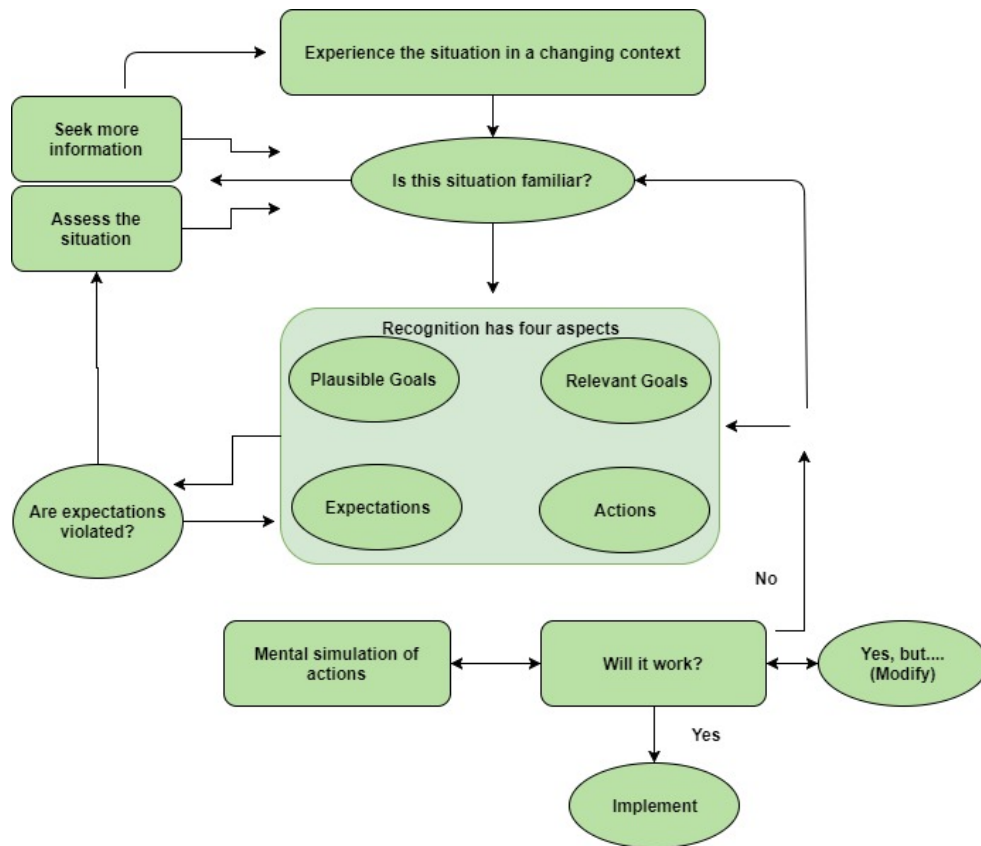 Experience the situation in a changing context
Seek more
information
Is this situation familiar?
Assess the
situation
Recognition has four aspects
Plausible Goals
Relevant Goals
Are expectations
violated?
Expectations
Actions
No
Mental simulation of
actions
Will it work?
Yes, but....
(Modify)
Yes
Implement